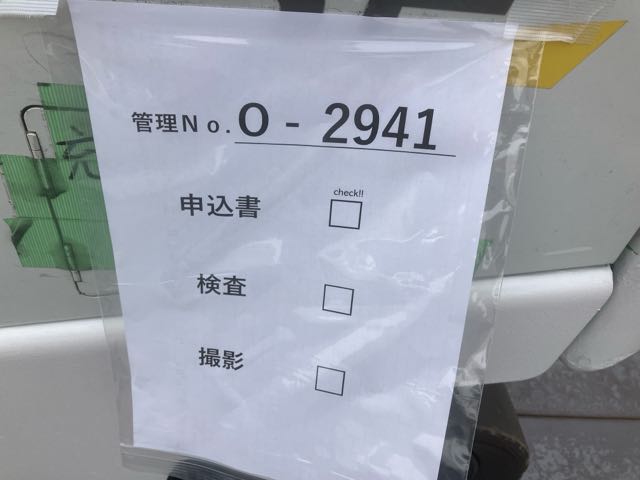 管理No. O - 2941
check!!
申込書 □
検査 □
撮影 □